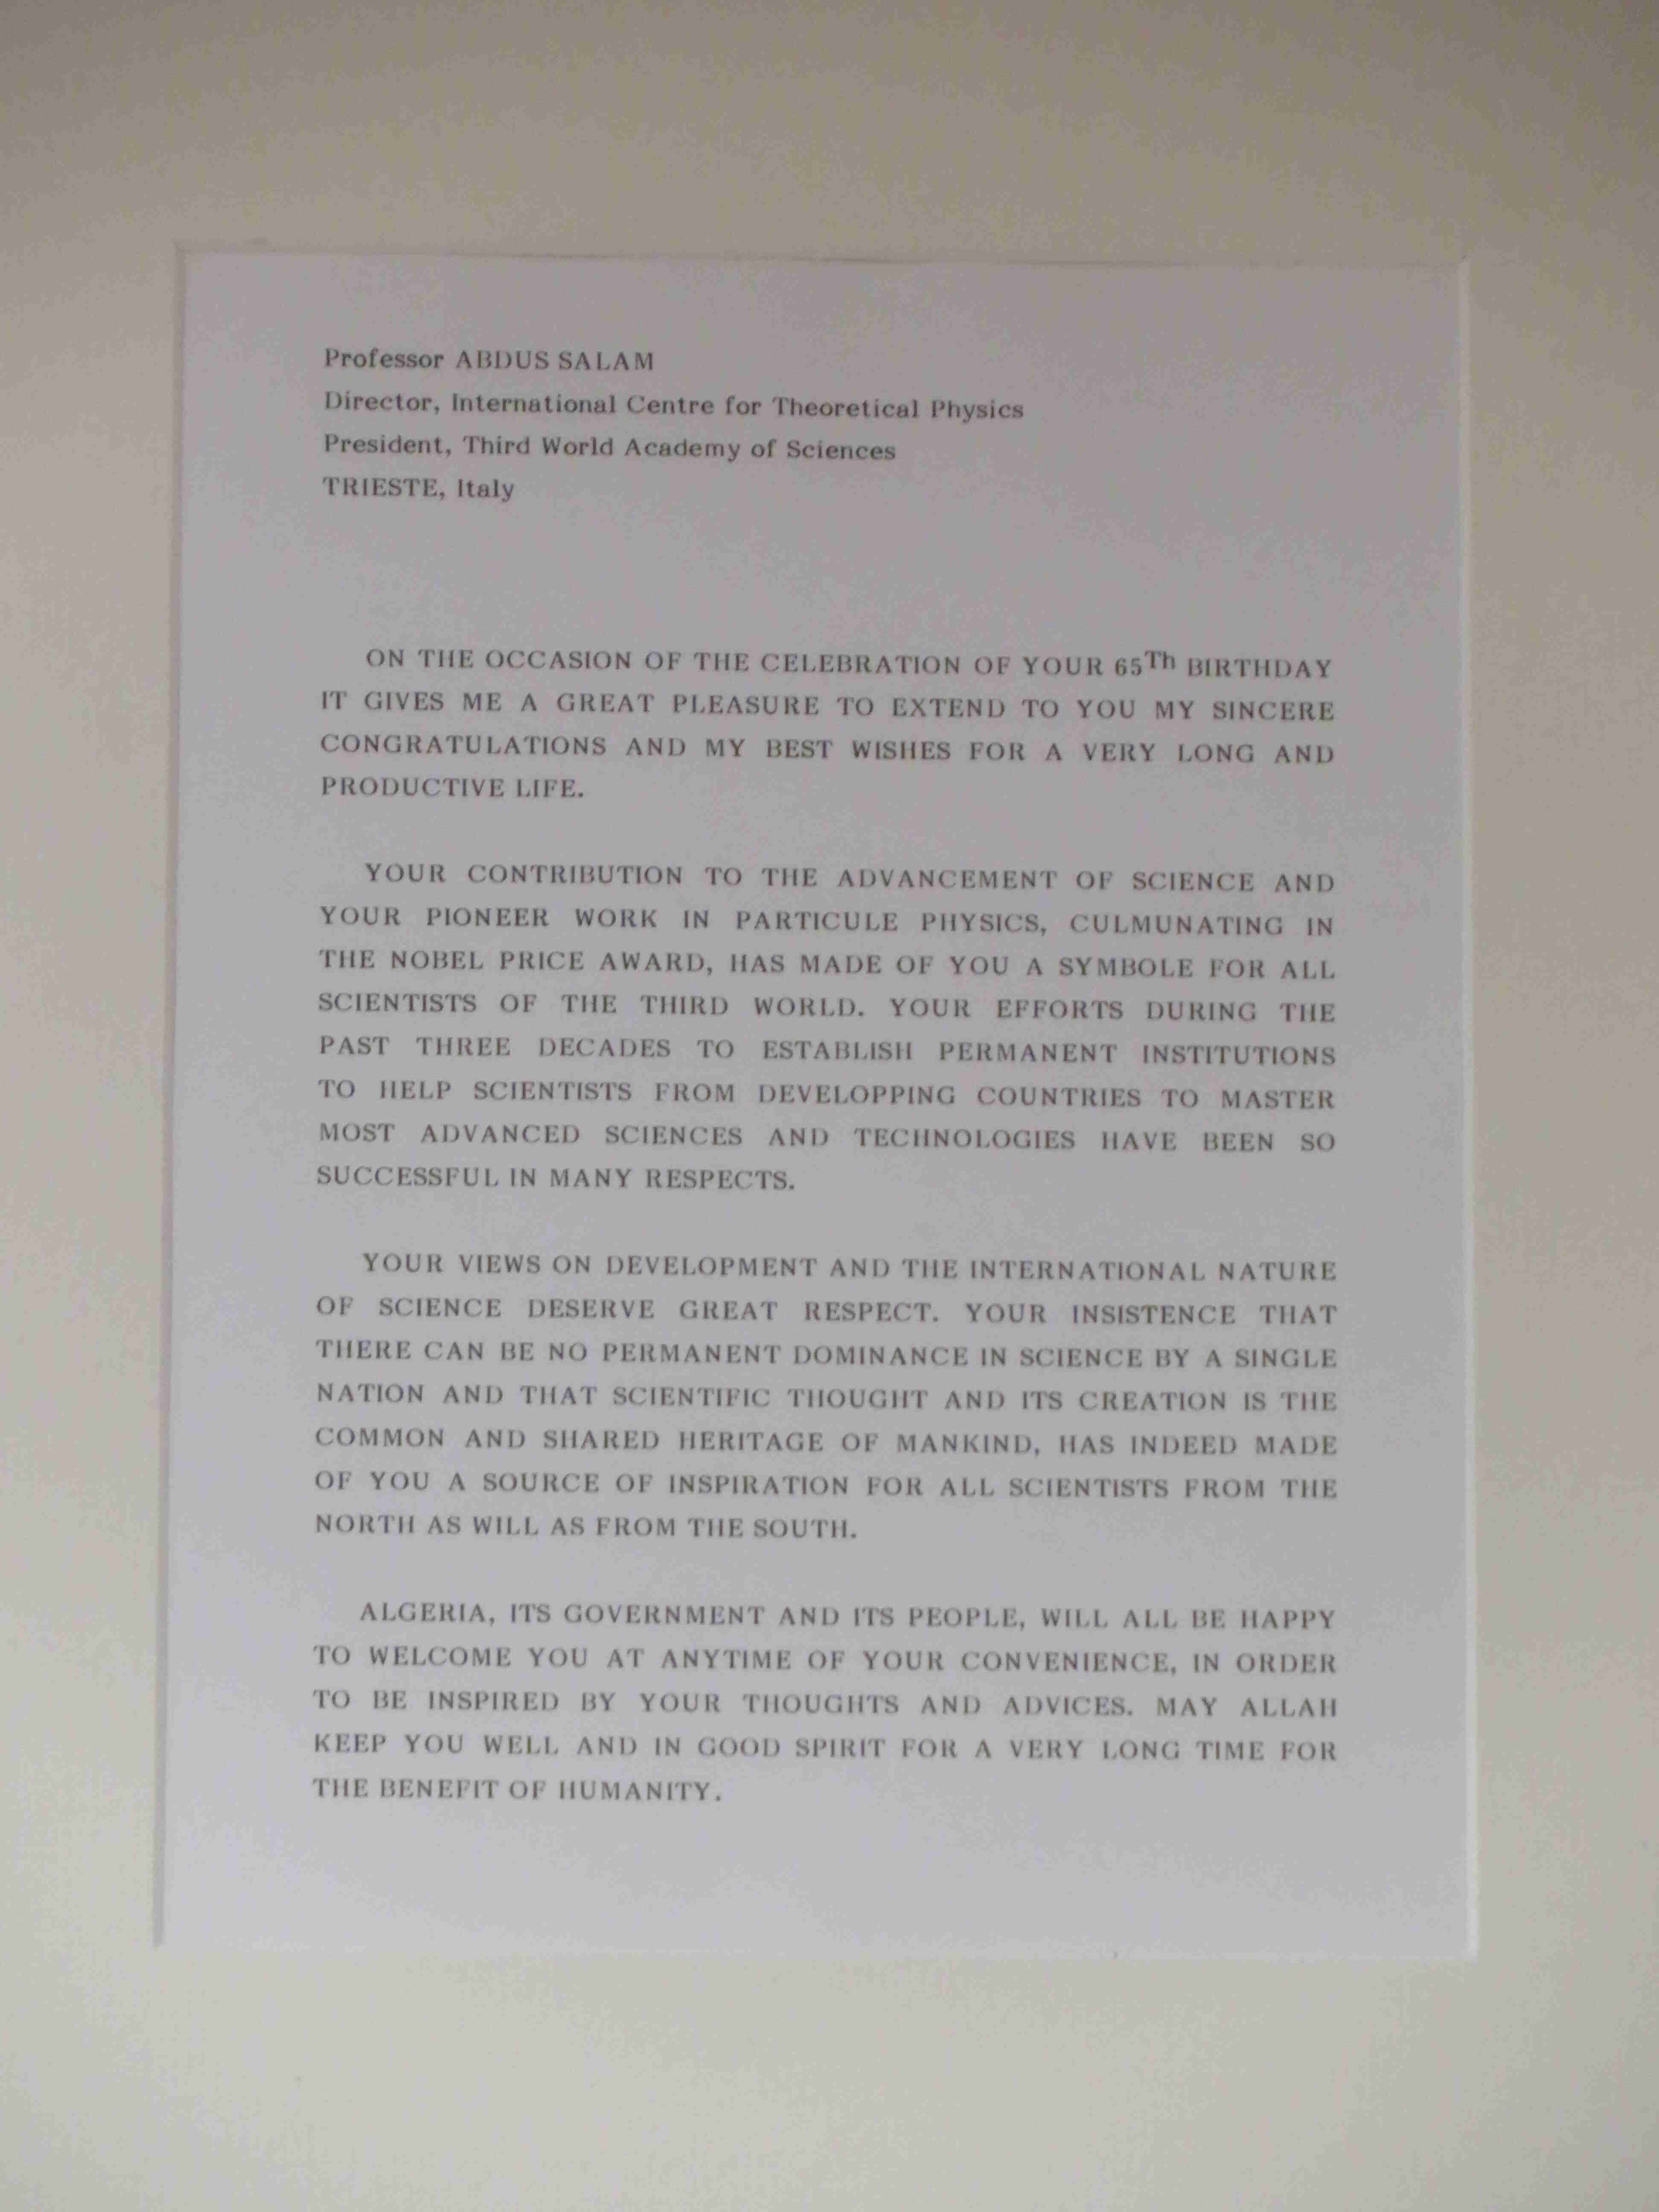 Professor ABDUS SALAM
Director, International Centre for Theoretical Physics
President, Third World Academy of Sciences
TRIESTE, Italy
ON THE OCCASION OF THE CELEBRATION OF YOUR 65Th BIRTHDAY
IT GIVES ME A GREAT PLEASURE TO EXTEND TO YOU MY SINCERE
CONGRATULATIONS AND MY BEST WISHES FOR A VERY LONG AND
PRODUCTIVE LIFE.
YOUR CONTRIBUTION TO THE ADVANCEMENT OF SCIENCE AND
YOUR PIONEER WORK IN PARTICULE PHYSICS, CULMUNATING IN
THE NOBEL PRICE AWARD, HAS MADE OF YOU A SYMBOLE FOR ALL
SCIENTISTS OF THE THIRD WORLD. YOUR EFFORTS DURING THE
PAST THREE DECADES TO ESTABLISH PERMANENT INSTITUTIONS
TO HELP SCIENTISTS FROM DEVELOPPING COUNTRIES TO MASTER
MOST ADVANCED SCIENCES AND TECHNOLOGIES HAVE BEEN SO
SUCCESSFUL IN MANY RESPECTS.
YOUR VIEWS ON DEVELOPMENT AND THE INTERNATIONAL NATURE
OF SCIENCE DESERVE GREAT RESPECT. YOUR INSISTENCE THAT
THERE CAN BE NO PERMANENT DOMINANCE IN SCIENCE BY A SINGLE
NATION AND THAT SCIENTIFIC THOUGHT AND ITS CREATION IS THE
COMMON AND SHARED HERITAGE OF MANKIND, HAS INDEED MADE
OF YOU A SOURCE OF INSPIRATION FOR ALL SCIENTISTS FROM THE
NORTH AS WILL AS FROM THE SOUTH.
ALGERIA, ITS GOVERNMENT AND ITS PEOPLE, WILL ALL BE HAPPY
TO WELCOME YOU AT ANYTIME OF YOUR CONVENIENCE, IN ORDER
TO BE INSPIRED BY YOUR THOUGHTS AND ADVICES. MAY ALLAH
KEEP YOU WELL AND IN GOOD SPIRIT FOR A VERY LONG TIME FOR
THE BENEFIT OF HUMANITY.